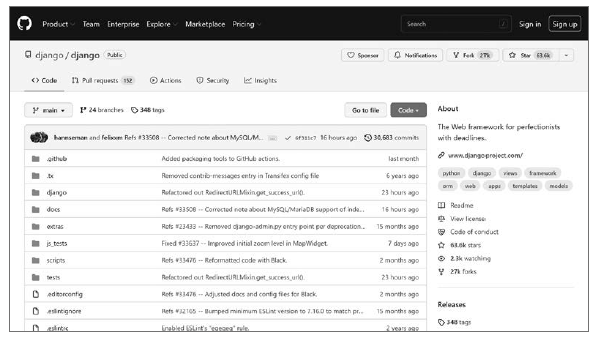 Product Team Enterprise Explore Marketplace Pricing Search / Sign in Sign up
django / django Public Sponsor Notifications Fork 27k Star 63.6k
Code Pull requests 152 Actions Security Insights
main 24 branches 348 tags Go to file Code
hannseman and felixxm Refs #33508 -- Corrected note about MySQL/M... 16 hours ago 30,683 commits
.github Added packaging tools to GitHub actions. last month
.tx Removed contrib-messages entry in Transifex config file 6 years ago
django Refactored out RedirectURLMixin.get_success_url(). 23 hours ago
docs Refs #33508 -- Corrected note about MySQL/MariaDB support of inde... 16 hours ago
extras Refs #23433 -- Removed django-admin.py entry point per deprecation... 15 months ago
js_tests Fixed #33637 -- Improved initial zoom level in MapWidget. 7 days ago
scripts Refs #33476 -- Reformatted code with Black. 2 months ago
tests Refactored out RedirectURLMixin.get_success_url(). 23 hours ago
.editorconfig Refs #33476 -- Adjusted docs and config files for Black. 2 months ago
.eslintignore Refs #32105 -- Bumped minimum ESLint version to 7.16.0 to match pr... 15 months ago
.eslintrc Enabled ESLint's "eqeqeq" rule. 2 years ago
About
The Web framework for perfectionists
with deadlines.
www.djangoproject.com/
python django views framework
orm web apps templates models
Readme
View license
Code of conduct
63.6k stars
2.3k watching
27k forks
Releases
348 tags